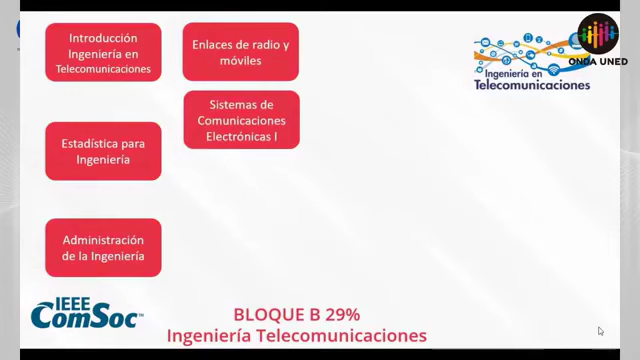 Introducción
Ingeniería en
Telecomunicaciones
Enlaces de radio y
móviles
Sistemas de
Comunicaciones
Electrónicas I
Estadística para
Ingeniería
Administración
de la Ingeniería
Ingeniería en
Telecomunicaciones
ONDA UNED
IEEE
ComSoc™
BLOQUE B 29%
Ingeniería Telecomunicaciones